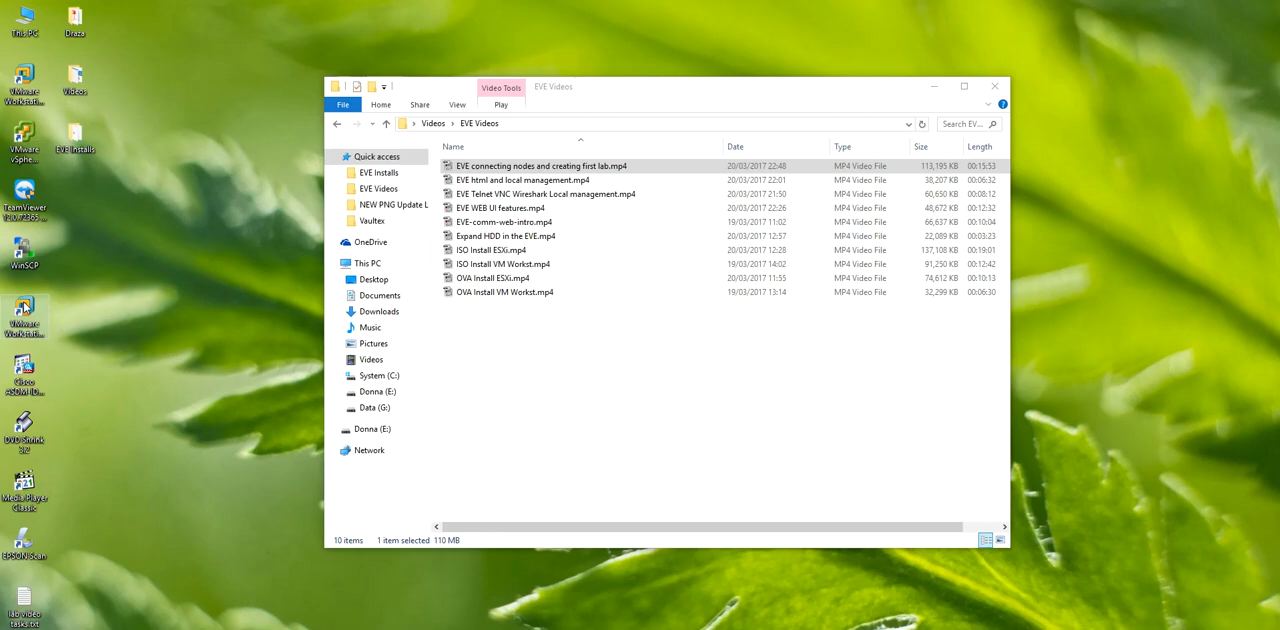 This PC
Draza
VMware
Workstati...
Videos
VMware
vSphe...
EVE Installs
TeamViewer
WinSCP
VMware
Workstati...
Cisco
ASDM-ID...
DVD Shrink
3.2
Media Player
Classic
EPSON Scan
lab video
tasks.txt
Video Tools
EVE Videos
File
Home
Share
View
Play
Videos
EVE Videos
Search EV...
Name
Date
Type
Size
Length
Quick access
EVE Installs
EVE Videos
NEW PNG Update L
Vaultex
OneDrive
This PC
Desktop
Documents
Downloads
Music
Pictures
Videos
System (C:)
Donna (E:)
Data (G:)
Donna (E:)
Network
EVE connecting nodes and creating first lab.mp4 20/03/2017 22:48 MP4 Video File 113,195 KB 00:15:53
EVE html and local management.mp4 20/03/2017 22:01 MP4 Video File 38,207 KB 00:06:32
EVE Telnet VNC Wireshark Local management.mp4 20/03/2017 21:50 MP4 Video File 60,650 KB 00:08:12
EVE WEB UI features.mp4 20/03/2017 22:26 MP4 Video File 48,672 KB 00:12:32
EVE-comm-web-intro.mp4 19/03/2017 11:02 MP4 Video File 66,637 KB 00:10:04
Expand HDD in the EVE.mp4 20/03/2017 12:57 MP4 Video File 22,089 KB 00:03:23
ISO Install ESXi.mp4 20/03/2017 12:28 MP4 Video File 137,108 KB 00:19:01
ISO Install VM Workst.mp4 19/03/2017 14:02 MP4 Video File 91,250 KB 00:12:42
OVA Install ESXi.mp4 20/03/2017 11:55 MP4 Video File 74,612 KB 00:10:13
OVA Install VM Workst.mp4 19/03/2017 13:14 MP4 Video File 32,299 KB 00:06:30
10 items 1 item selected 110 MB